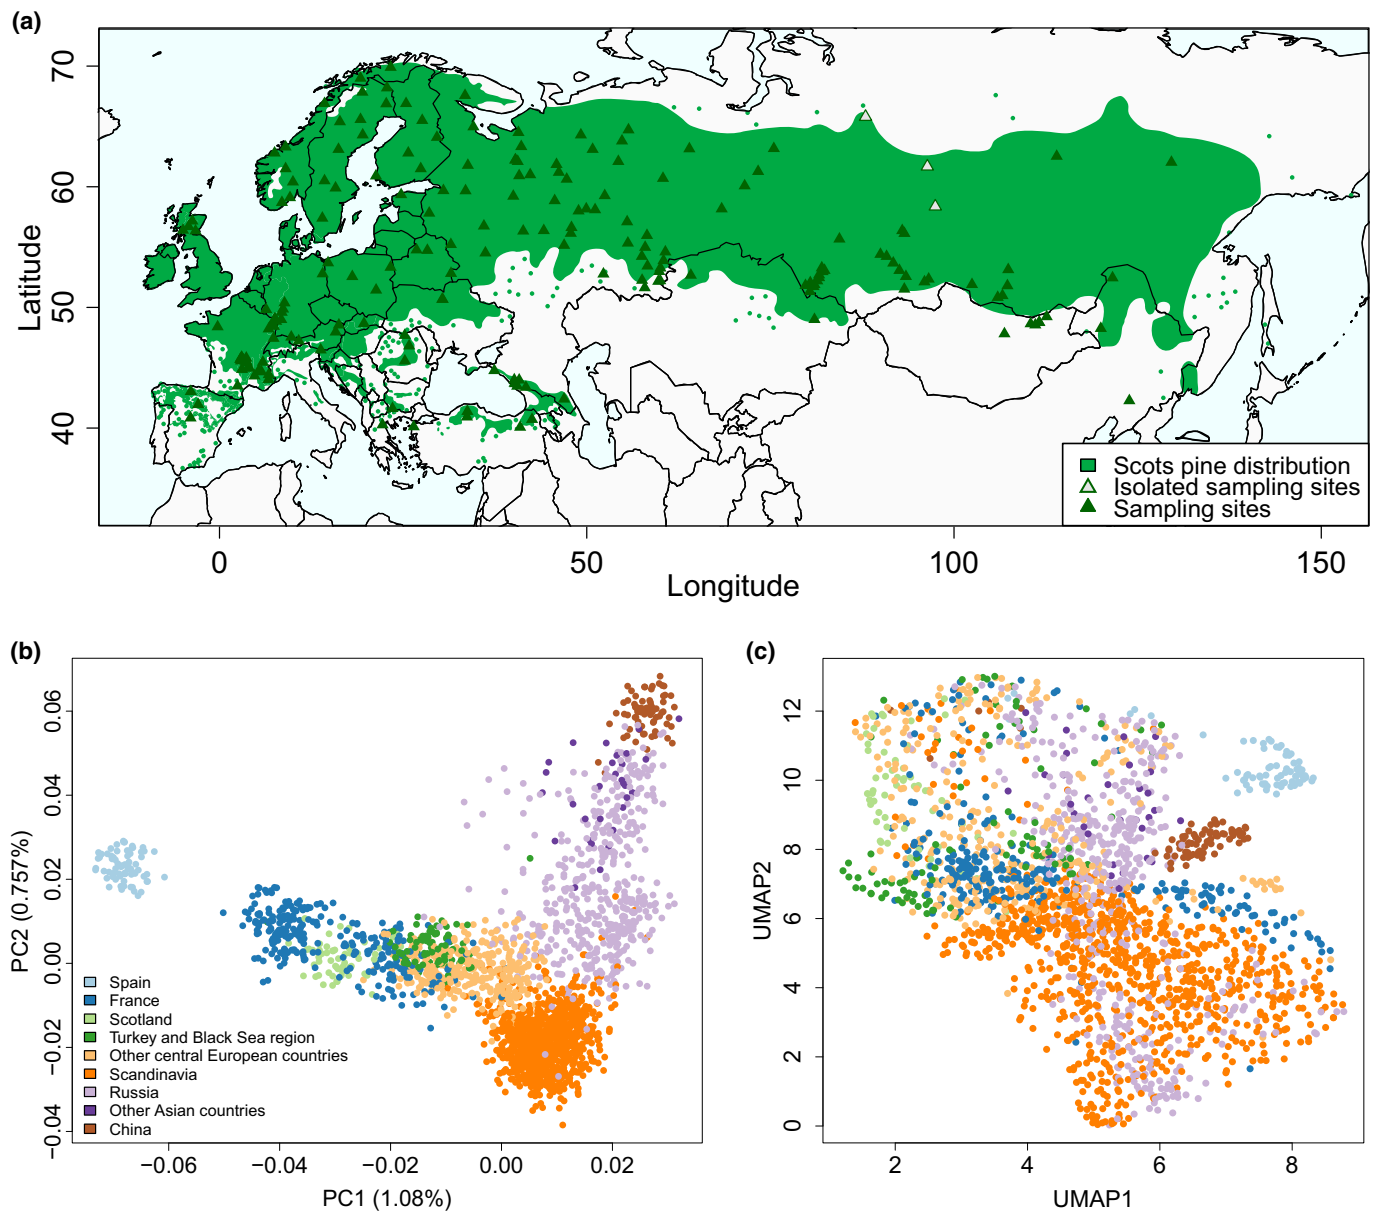 (a)
70
60
50
40
Latitude
Scots pine distribution
Isolated sampling sites
Sampling sites
0
50
100
150
Longitude
(b)
0.06
0.04
0.02
0.00
−0.02
−0.04
PC2 (0.757%)
Spain
France
Scotland
Turkey and Black Sea region
Other central European countries
Scandinavia
Russia
Other Asian countries
China
−0.06
−0.04
−0.02
0.00
0.02
PC1 (1.08%)
(c)
12
10
8
6
4
2
0
UMAP2
2
4
6
8
UMAP1